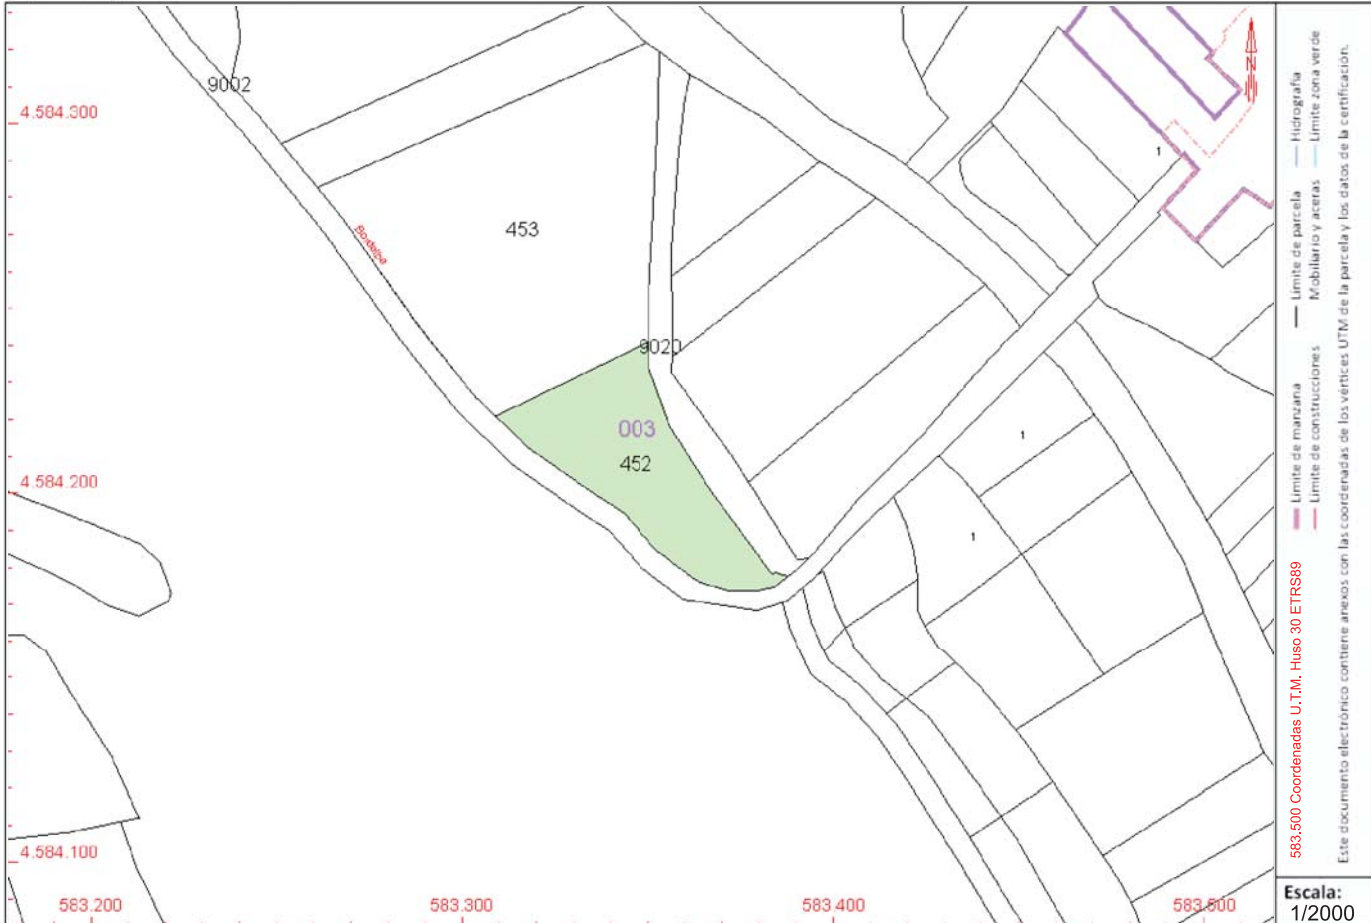 9002
4.584.300
453
9020
003
452
4.584.200
1
1
1
4.584.100
583.200
583.300
583.400
583.500
N
Hidrografía
Límite zona verde
Límite de parcela
Mobiliario y aceras
Límite de manzana
Límite de construcciones
583.500 Coordenadas U.T.M. Huso 30 ETRS89
Este documento electrónico contiene anexos con las coordenadas de los vértices UTM de la parcela y los datos de la certificación.
Escala:
1/2000